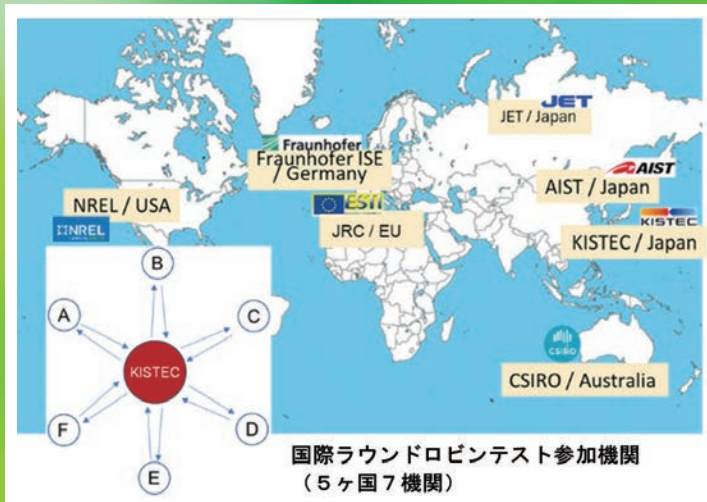 JET
JET / Japan
Fraunhofer
Fraunhofer ISE
/ Germany
AIST
AIST / Japan
NREL / USA
NREL
ESTI
JRC / EU
KISTEC
KISTEC / Japan
B
A
C
KISTEC
F
D
E
CSIRO
CSIRO / Australia
国際ラウンドロビンテスト参加機関
(5ヶ国7機関)